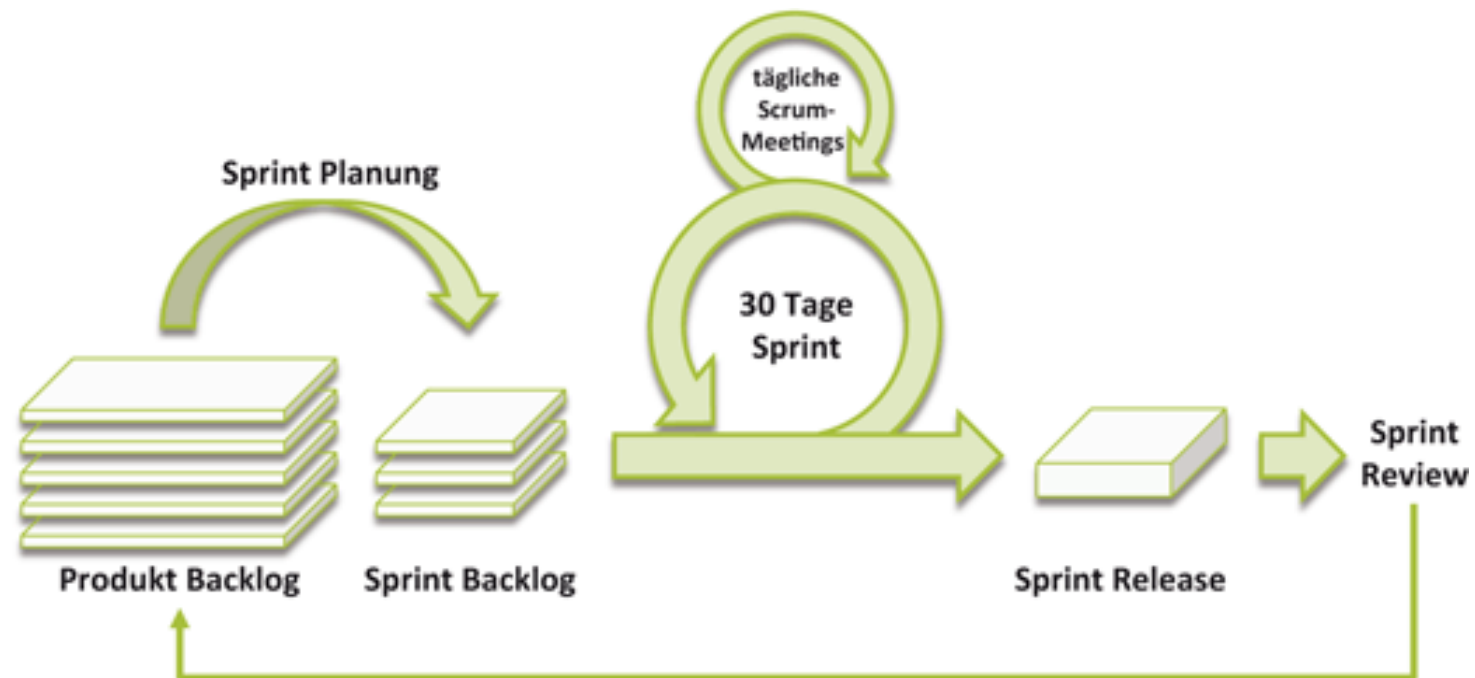 tägliche
Scrum-
Meetings
Sprint Planung
30 Tage
Sprint
Sprint
Review
Produkt Backlog
Sprint Backlog
Sprint Release